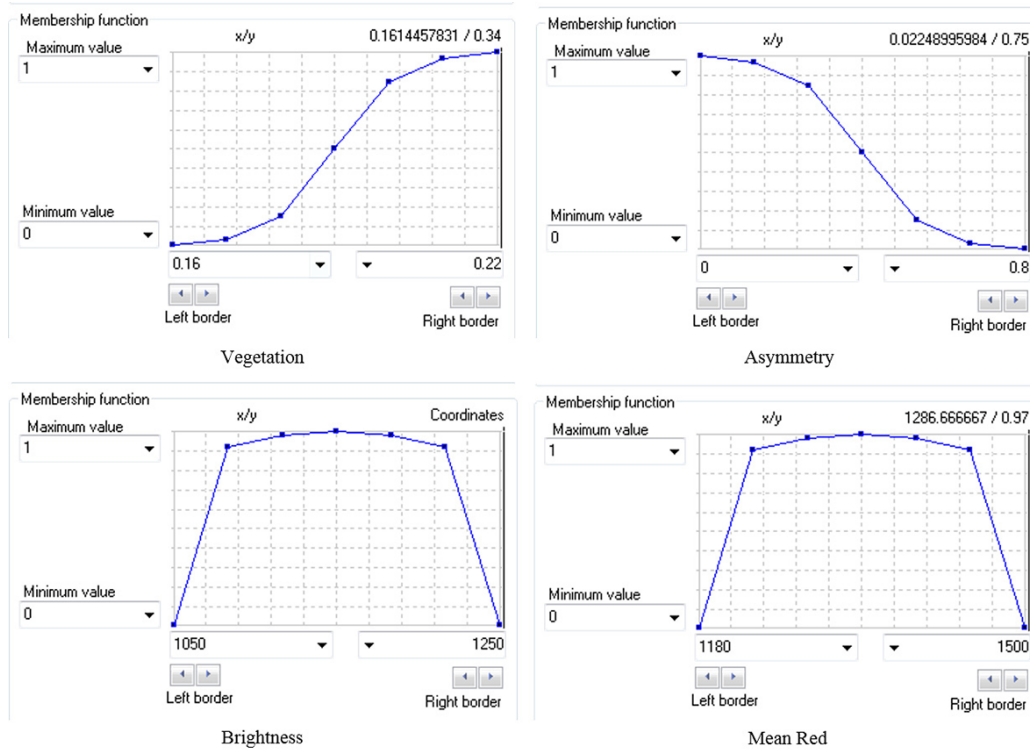 Membership function
Maximum value
x/y
0.1614457831 / 0.34
1
Minimum value
0
0.16
0.22
Left border
Right border
Vegetation
Membership function
Maximum value
x/y
0.02248995984 / 0.75
1
Minimum value
0
0
0.8
Left border
Right border
Asymmetry
Membership function
Maximum value
x/y
Coordinates
1
Minimum value
0
1050
1250
Left border
Right border
Brightness
Membership function
Maximum value
x/y
1286.666667 / 0.97
1
Minimum value
0
1180
1500
Left border
Right border
Mean Red